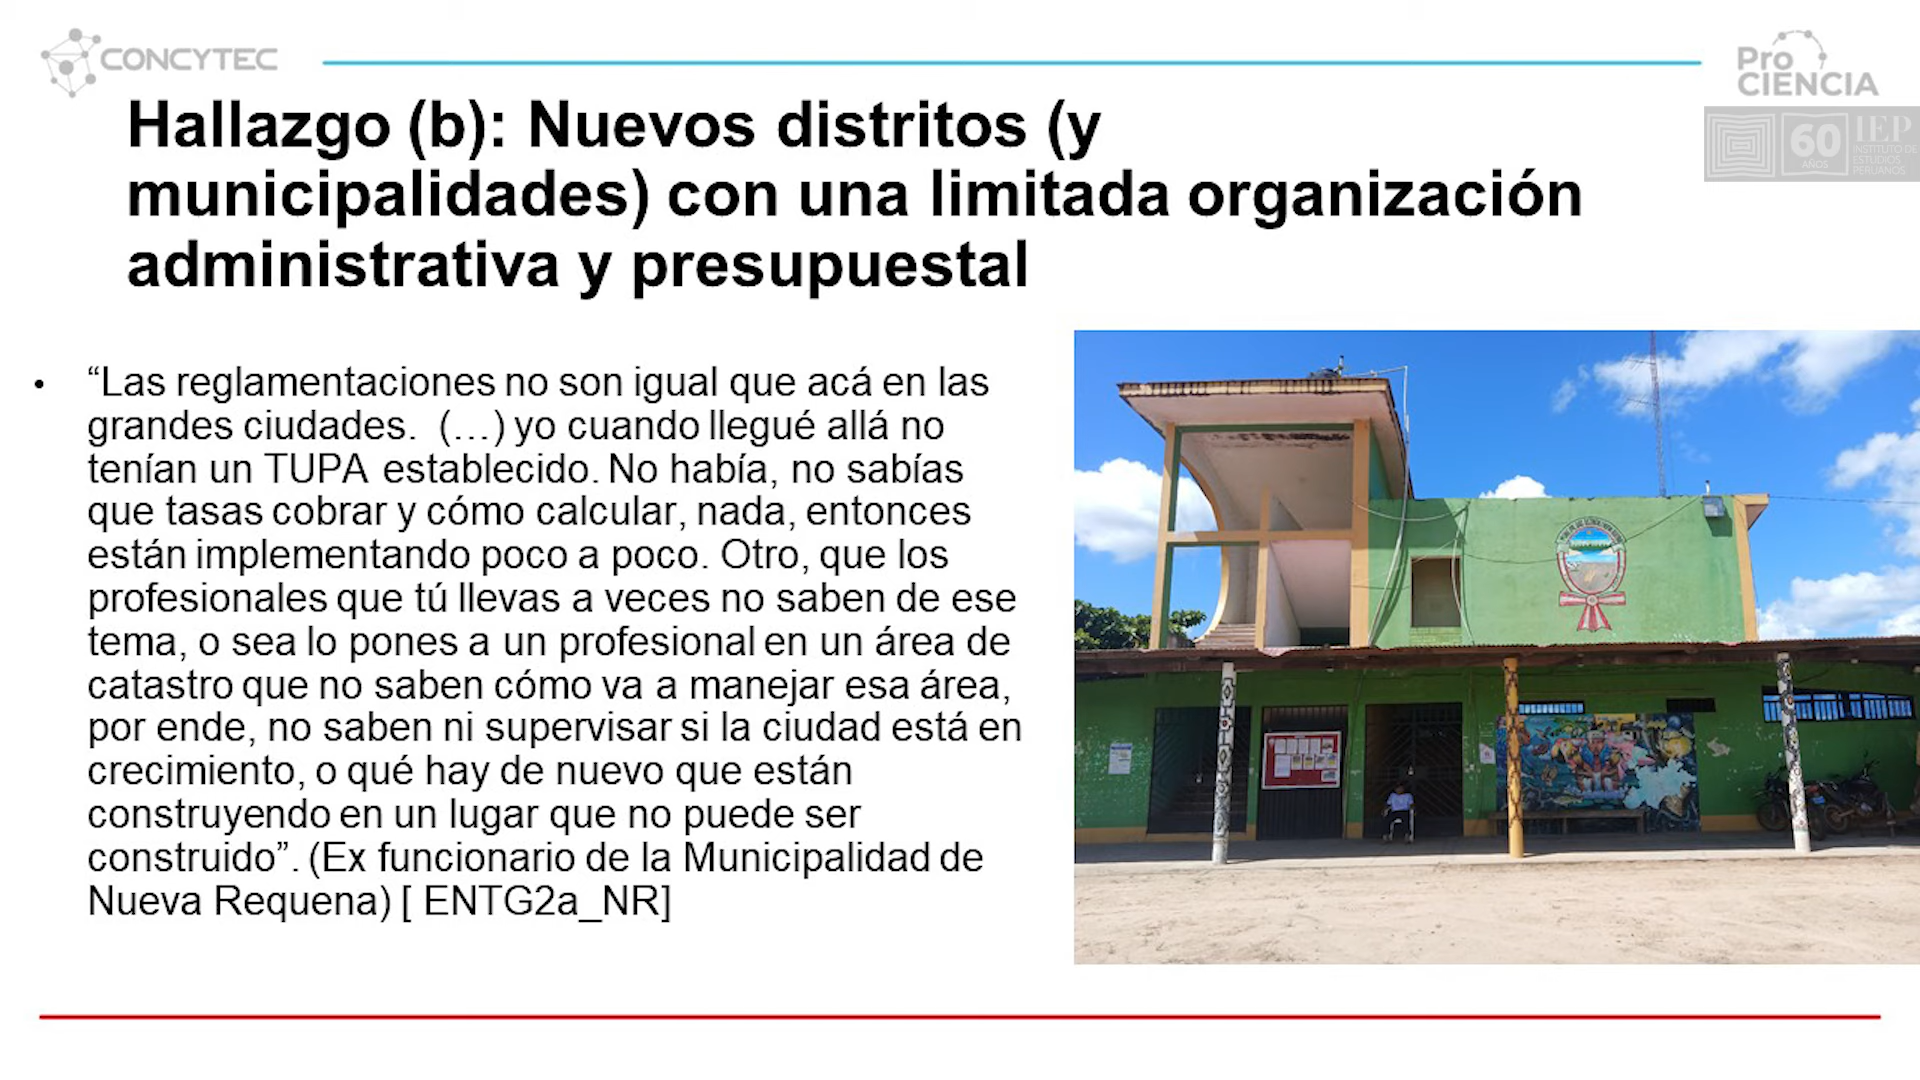 CONCYTEC
Pro
CIENCIA
60
AÑOS
IEP
INSTITUTO DE
ESTUDIOS
PERUANOS
Hallazgo (b): Nuevos distritos (y
municipalidades) con una limitada organización
administrativa y presupuestal
• “Las reglamentaciones no son igual que acá en las
grandes ciudades.  (…) yo cuando llegué allá no
tenían un TUPA  establecido. No había, no sabías
que tasas cobrar y cómo calcular, nada, entonces
están implementando poco a poco. Otro, que los
profesionales que tú llevas a veces no saben de ese
tema, o sea lo pones a un profesional en un área de
catastro que no saben cómo va a manejar esa área,
por ende, no saben ni supervisar si la ciudad está en
crecimiento, o qué hay de nuevo que están
construyendo en un lugar que no puede ser
construido”. (Ex funcionario de la Municipalidad de
Nueva Requena) [ ENTG2a_NR]